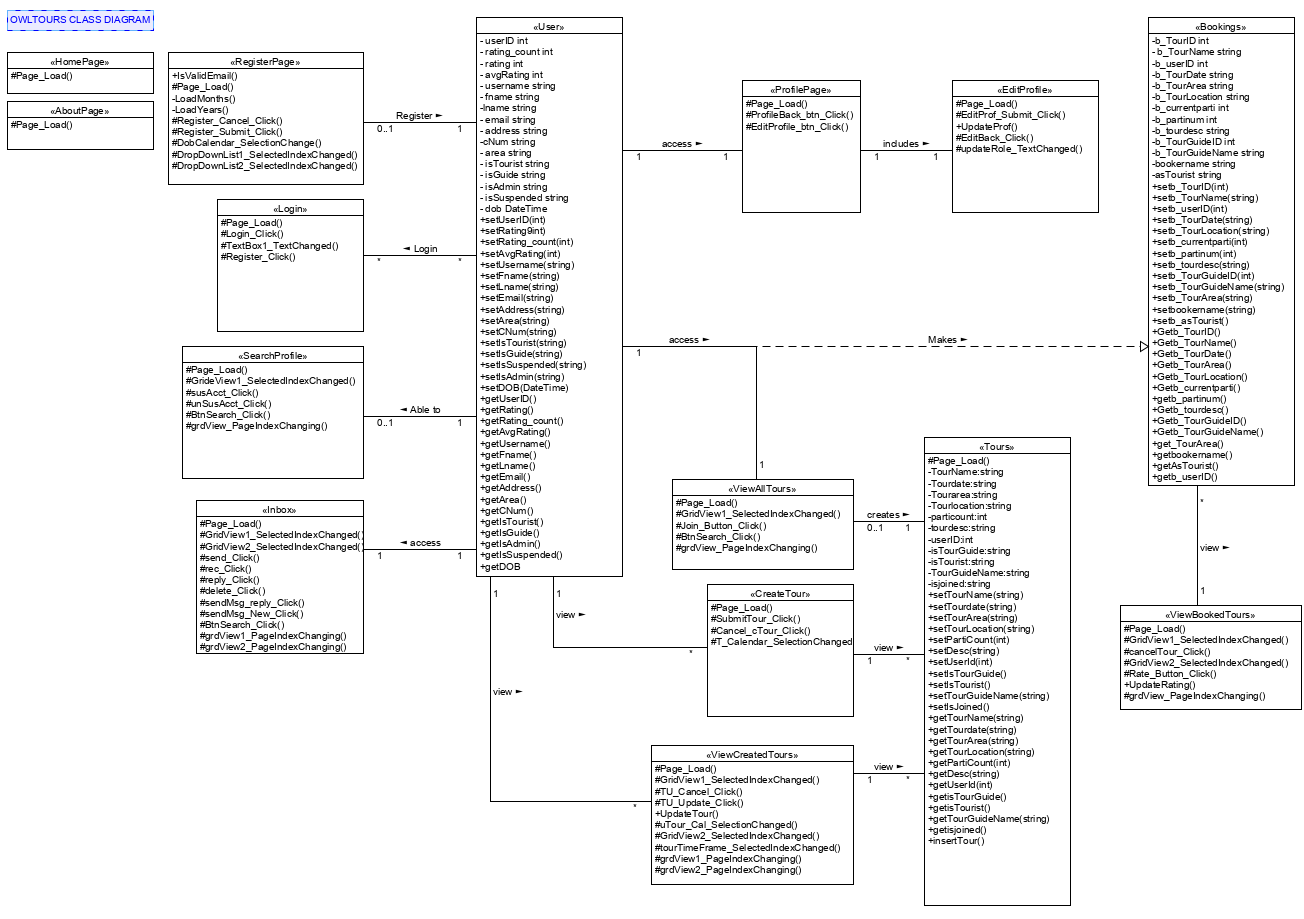 OWLTOURS CLASS DIAGRAM
«HomePage»
#Page_Load()
«AboutPage»
#Page_Load()
«RegisterPage»
+IsValidEmail()
#Page_Load()
-LoadMonths()
-LoadYears()
#Register_Cancel_Click()
#Register_Submit_Click()
#DobCalendar_SelectionChange()
#DropDownList1_SelectedIndexChanged()
#DropDownList2_SelectedIndexChanged()
Register ►
0..1 1
«Login»
#Page_Load()
#Login_Click()
#TextBox1_TextChanged()
#Register_Click()
◄ Login
* *
«SearchProfile»
#Page_Load()
#GrideView1_SelectedIndexChanged()
#susAcct_Click()
#unSusAcct_Click()
#BtnSearch_Click()
#grdView_PageIndexChanging()
◄ Able to
0..1 1
«Inbox»
#Page_Load()
#GridView1_SelectedIndexChanged()
#GridView2_SelectedIndexChanged()
#send_Click()
#rec_Click()
#reply_Click()
#delete_Click()
#sendMsg_reply_Click()
#sendMsg_New_Click()
#BtnSearch_Click()
#grdView1_PageIndexChanging()
#grdView2_PageIndexChanging()
◄ access
1 1
«User»
- userID int
- rating_count int
- rating int
- avgRating int
- username string
- fname string
-lname string
- email string
- address string
-cNum string
- area string
- isTourist string
- isGuide string
- isAdmin string
- isSuspended string
- dob DateTime
+setUserID(int)
+setRating9int)
+setRating_count(int)
+setAvgRating(int)
+setUsername(string)
+setFname(string)
+setLname(string)
+setEmail(string)
+setAddress(string)
+setArea(string)
+setCNum(string)
+setIsTourist(string)
+setIsGuide(string)
+setIsSuspended(string)
+setIsAdmin(string)
+setDOB(DateTime)
+getUserID()
+getRating()
+getRating_count()
+getAvgRating()
+getUsername()
+getFname()
+getLname()
+getEmail()
+getAddress()
+getArea()
+getCNum()
+getIsTourist()
+getIsGuide()
+getIsAdmin()
+getIsSuspended()
+getDOB
access ►
1 1
«ProfilePage»
#Page_Load()
#ProfileBack_btn_Click()
#EditProfile_btn_Click()
includes ►
1 1
«EditProfile»
#Page_Load()
#EditProf_Submit_Click()
+UpdateProf()
#EditBack_Click()
#updateRole_TextChanged()
access ►
1
1
Makes ►
«ViewAllTours»
#Page_Load()
#GridView1_SelectedIndexChanged()
#Join_Button_Click()
#BtnSearch_Click()
#grdView_PageIndexChanging()
creates ►
0..1 1
1
view ►
*
«CreateTour»
#Page_Load()
#SubmitTour_Click()
#Cancel_cTour_Click()
#T_Calendar_SelectionChanged
view ►
1 *
1
view ►
*
«ViewCreatedTours»
#Page_Load()
#GridView1_SelectedIndexChanged()
#TU_Cancel_Click()
#TU_Update_Click()
+UpdateTour()
#uTour_Cal_SelectionChanged()
#GridView2_SelectedIndexChanged()
#tourTimeFrame_SelectedIndexChanged()
#grdView1_PageIndexChanging()
#grdView2_PageIndexChanging()
view ►
1 *
«Tours»
#Page_Load()
-TourName:string
-Tourdate:string
-Tourarea:string
-Tourlocation:string
-particount:int
-tourdesc:string
-userID:int
-isTourGuide:string
-isTourist:string
-TourGuideName:string
-isjoined:string
+setTourName(string)
+setTourdate(string)
+setTourArea(string)
+setTourLocation(string)
+setPartiCount(int)
+setDesc(string)
+setUserId(int)
+setIsTourGuide()
+setIsTourist()
+setTourGuideName(string)
+setIsJoined()
+getTourName(string)
+getTourdate(string)
+getTourArea(string)
+getTourLocation(string)
+getPartiCount(int)
+getDesc(string)
+getUserId(int)
+getisTourGuide()
+getisTourist()
+getTourGuideName(string)
+getisjoined()
+insertTour()
«Bookings»
-b_TourID int
- b_TourName string
-b_userID int
-b_TourDate string
-b_TourArea string
-b_TourLocation string
-b_currentparti int
-b_partinum int
-b_tourdesc string
-b_TourGuideID int
-b_TourGuideName string
-bookername string
-asTourist string
+setb_TourID(int)
+setb_TourName(string)
+setb_userID(int)
+setb_TourDate(string)
+setb_TourLocation(string)
+setb_currentparti(int)
+setb_partinum(int)
+setb_tourdesc(string)
+setb_TourGuideID(int)
+setb_TourGuideName(string)
+setb_TourArea(string)
+setbookername(string)
+setb_asTourist()
+Getb_TourID()
+Getb_TourName()
+Getb_TourDate()
+Getb_TourArea()
+Getb_TourLocation()
+Getb_currentparti()
+getb_partinum()
+Getb_tourdesc()
+Getb_TourGuideID()
+Getb_TourGuideName()
+get_TourArea()
+getbookername()
+getAsTourist()
+getb_userID()
*
view ►
1
«ViewBookedTours»
#Page_Load()
#GridView1_SelectedIndexChanged()
#cancelTour_Click()
#GridView2_SelectedIndexChanged()
#Rate_Button_Click()
+UpdateRating()
#grdView_PageIndexChanging()